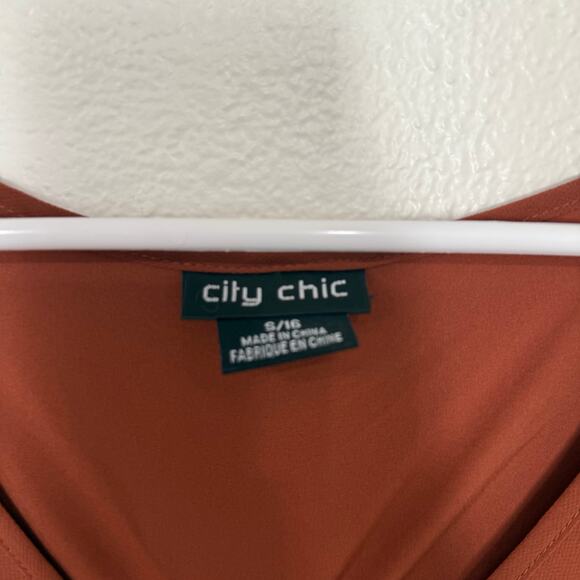 city chic
S/16
MADE IN CHINA
FABRIQUE EN CHINE